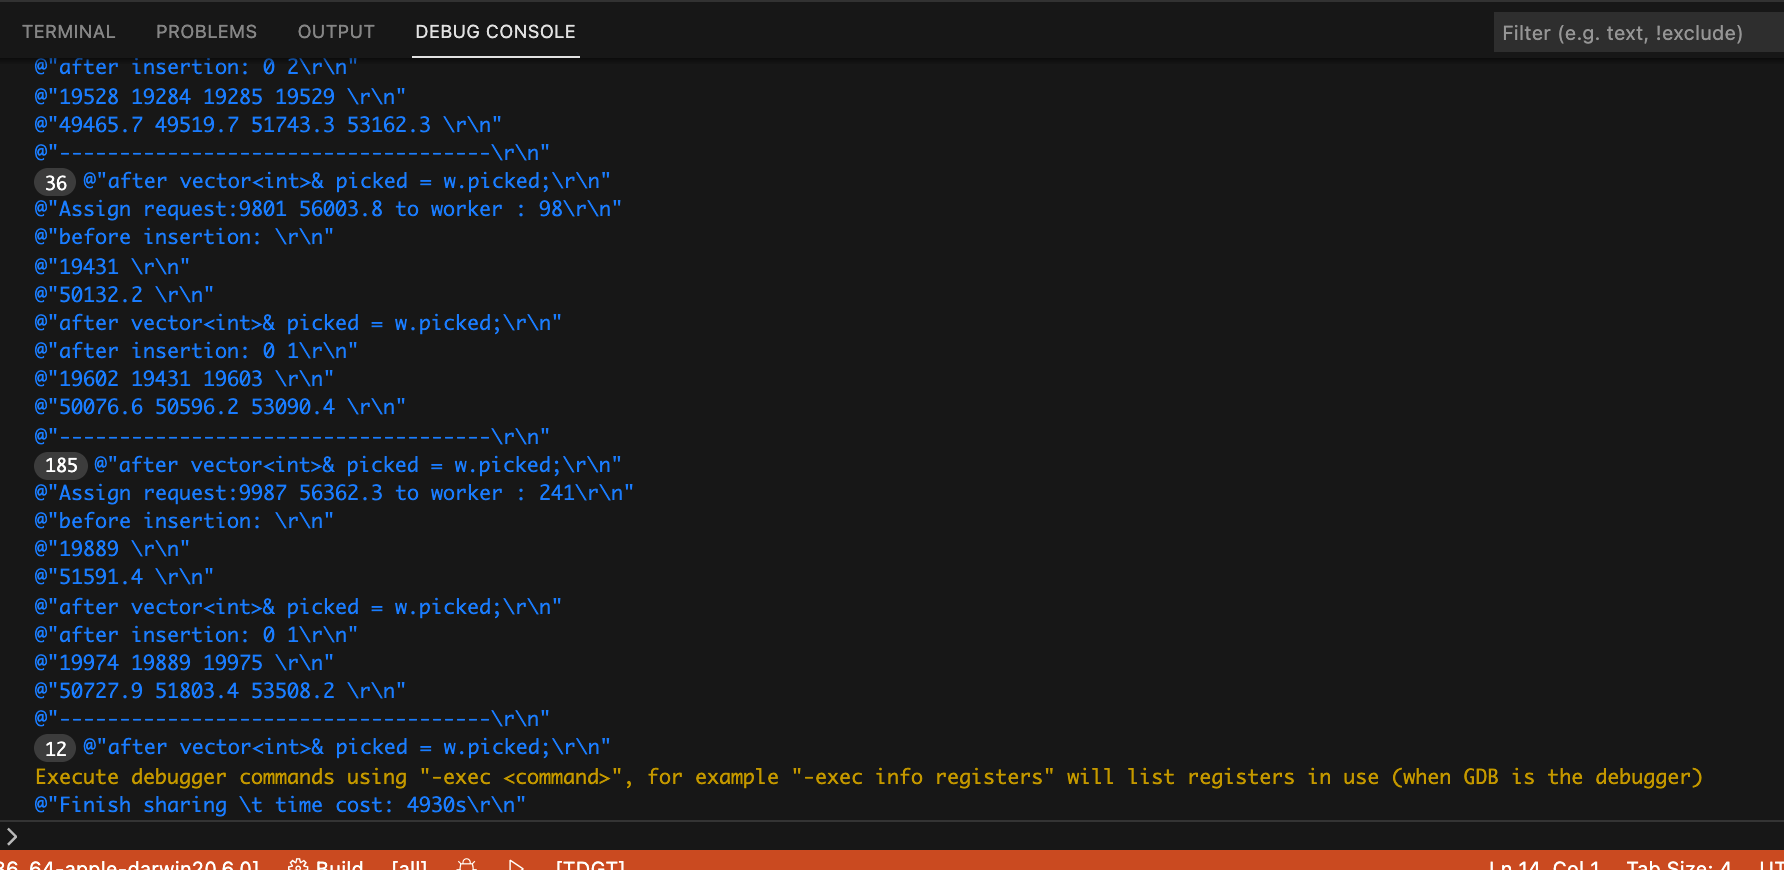 TERMINAL PROBLEMS OUTPUT DEBUG CONSOLE Filter (e.g. text, !exclude)
@"after insertion: 0 2\r\n"
@"19528 19284 19285 19529 \r\n"
@"49465.7 49519.7 51743.3 53162.3 \r\n"
@"------------------------------------\r\n"
36 @"after vector<int>& picked = w.picked;\r\n"
@"Assign request:9801 56003.8 to worker : 98\r\n"
@"before insertion: \r\n"
@"19431 \r\n"
@"50132.2 \r\n"
@"after vector<int>& picked = w.picked;\r\n"
@"after insertion: 0 1\r\n"
@"19602 19431 19603 \r\n"
@"50076.6 50596.2 53090.4 \r\n"
@"------------------------------------\r\n"
185 @"after vector<int>& picked = w.picked;\r\n"
@"Assign request:9987 56362.3 to worker : 241\r\n"
@"before insertion: \r\n"
@"19889 \r\n"
@"51591.4 \r\n"
@"after vector<int>& picked = w.picked;\r\n"
@"after insertion: 0 1\r\n"
@"19974 19889 19975 \r\n"
@"50727.9 51803.4 53508.2 \r\n"
@"------------------------------------\r\n"
12 @"after vector<int>& picked = w.picked;\r\n"
Execute debugger commands using "-exec <command>", for example "-exec info registers" will list registers in use (when GDB is the debugger)
@"Finish sharing \t time cost: 4930s\r\n"
>
86_64-apple-darwin20.6.0] Build [all] [TDGT] Ln 14, Col 1 Tab Size: 4